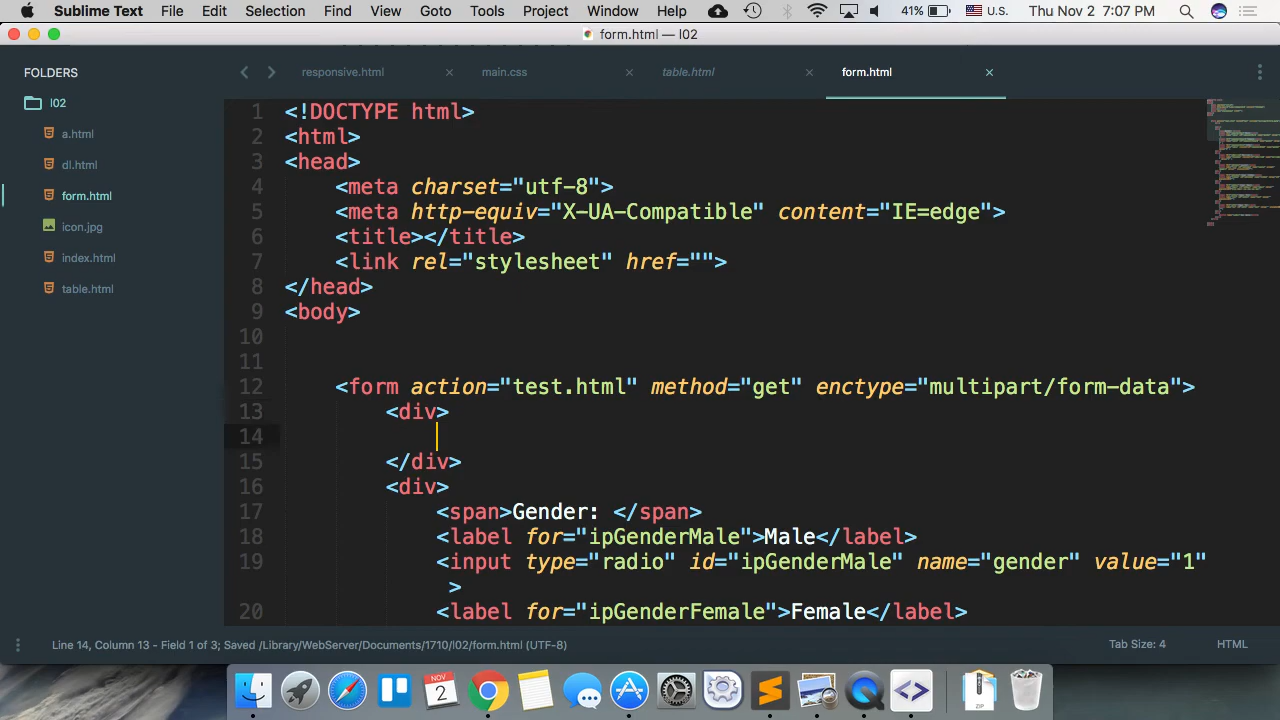 Sublime Text File Edit Selection Find View Goto Tools Project Window Help 41% U.S. Thu Nov 2 7:07 PM
form.html — l02
FOLDERS
l02
a.html
dl.html
form.html
icon.jpg
index.html
table.html
responsive.html × main.css × table.html × form.html ×
1 <!DOCTYPE html>
2 <html>
3 <head>
4 <meta charset="utf-8">
5 <meta http-equiv="X-UA-Compatible" content="IE=edge">
6 <title></title>
7 <link rel="stylesheet" href="">
8 </head>
9 <body>
10
11
12 <form action="test.html" method="get" enctype="multipart/form-data">
13 <div>
14
15 </div>
16 <div>
17 <span>Gender: </span>
18 <label for="ipGenderMale">Male</label>
19 <input type="radio" id="ipGenderMale" name="gender" value="1"
>
20 <label for="ipGenderFemale">Female</label>
Line 14, Column 13 - Field 1 of 3; Saved /Library/WebServer/Documents/1710/l02/form.html (UTF-8) Tab Size: 4 HTML
NOV
2
ZIP